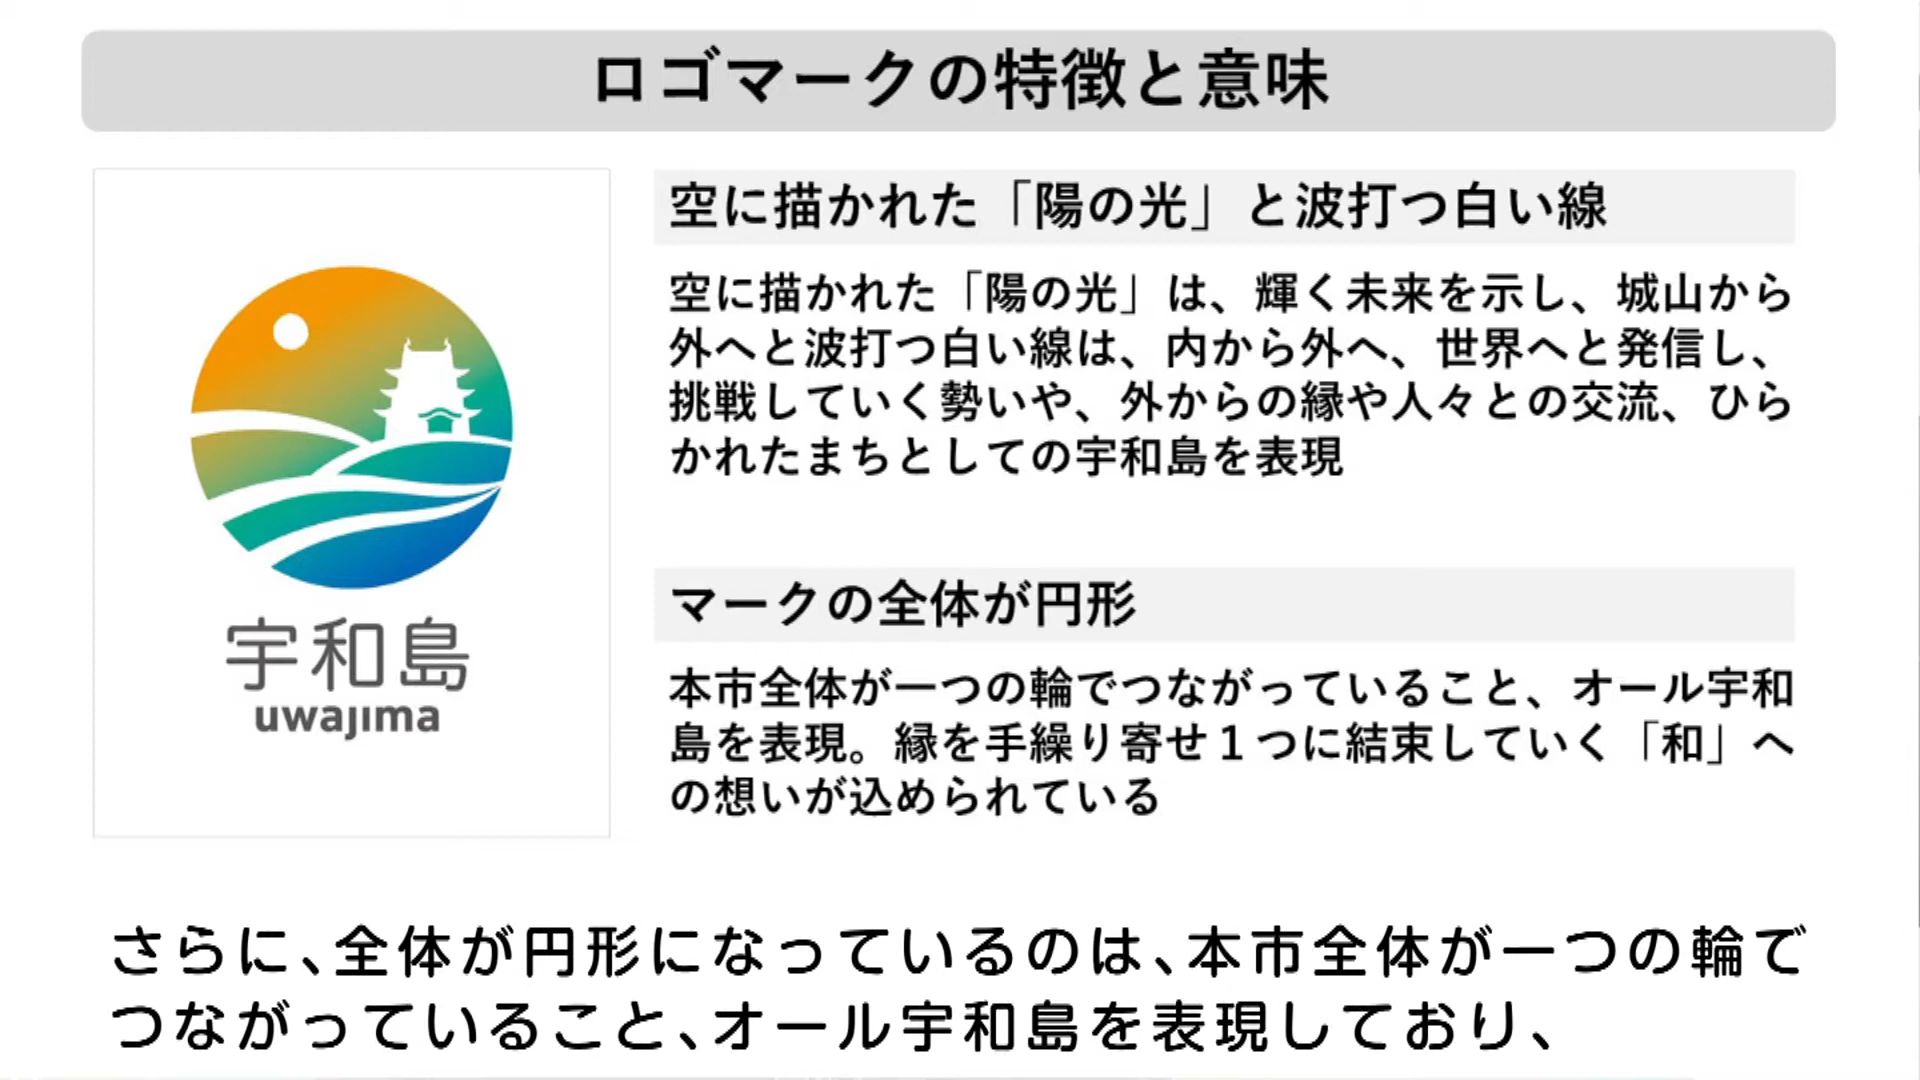 ロゴマークの特徴と意味
宇和島
uwajima
空に描かれた「陽の光」と波打つ白い線
空に描かれた「陽の光」は、輝く未来を示し、城山から
外へと波打つ白い線は、内から外へ、世界へと発信し、
挑戦していく勢いや、外からの縁や人々との交流、ひら
かれたまちとしての宇和島を表現
マークの全体が円形
本市全体が一つの輪でつながっていること、オール宇和
島を表現。縁を手繰り寄せ１つに結束していく「和」へ
の想いが込められている
さらに、全体が円形になっているのは、本市全体が一つの輪で
つながっていること、オール宇和島を表現しており、